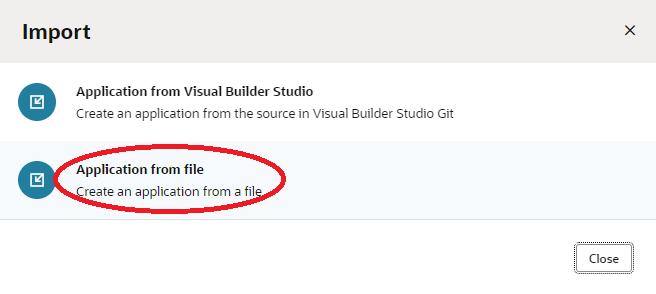 Import
Application from Visual Builder Studio
Create an application from the source in Visual Builder Studio Git
Application from file
Create an application from a file
Close